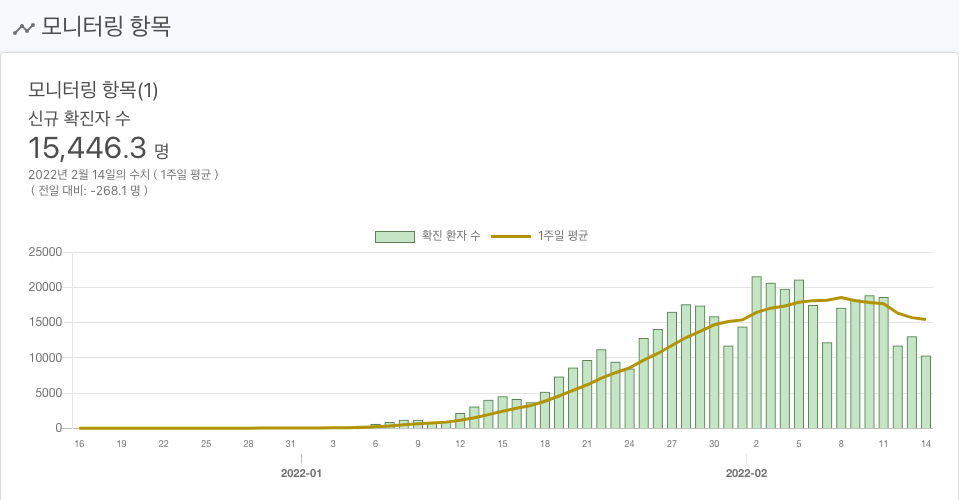 모니터링 항목
모니터링 항목(1)
신규 확진자 수
15,446.3 명
2022년 2월 14일의 수치 ( 1주일 평균 )
( 전일 대비: -268.1 명 )
확진 환자 수 1주일 평균
25000
20000
15000
10000
5000
0
16 19 22 25 28 31 3 6 9 12 15 18 21 24 27 30 2 5 8 11 14
2022-01 2022-02